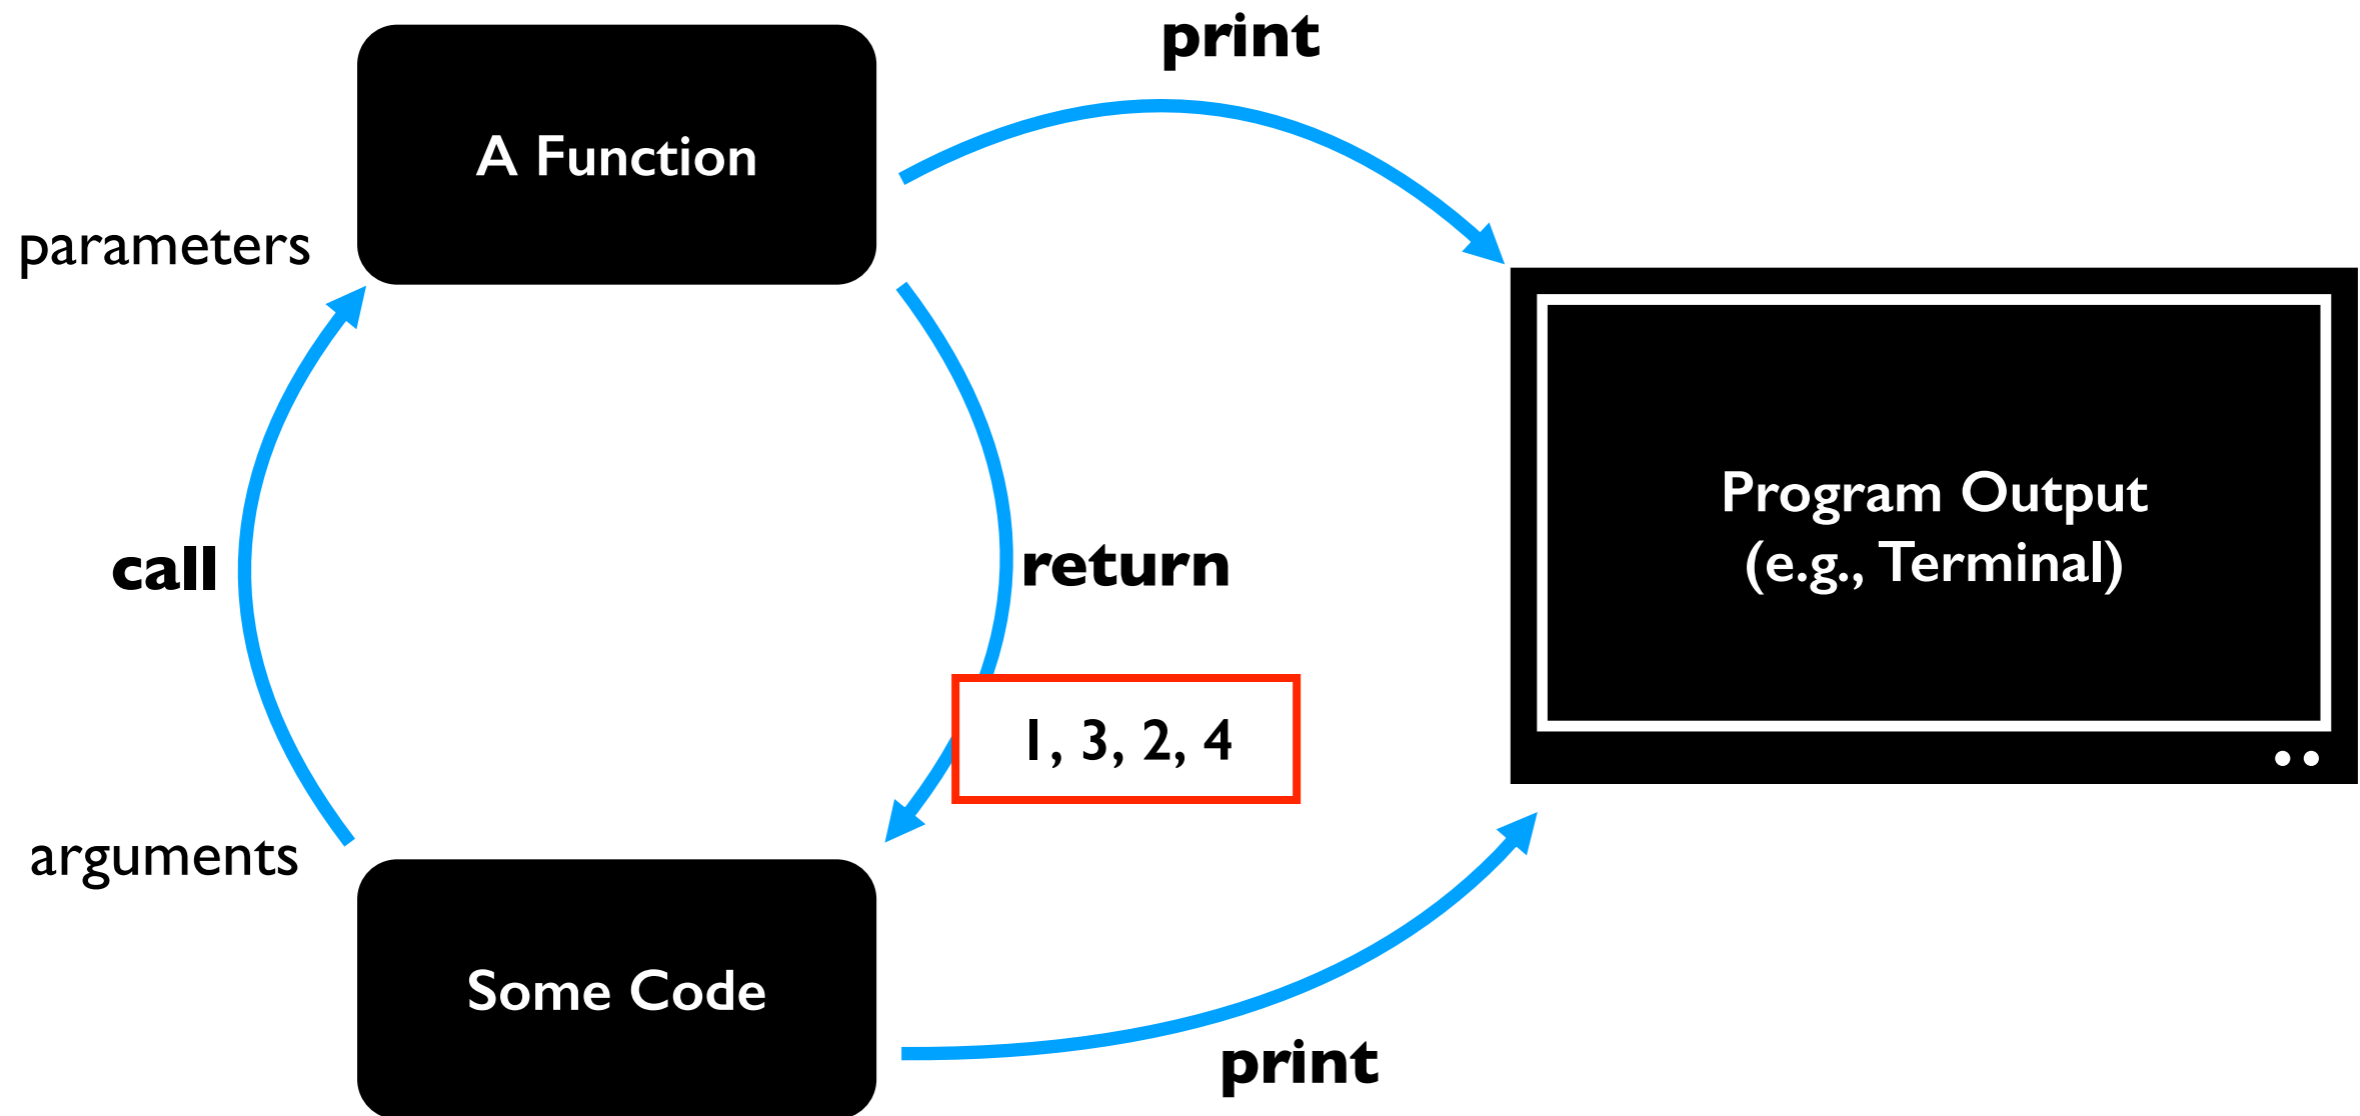 print
A Function
parameters
Program Output
(e.g., Terminal)
call
return
1, 3, 2, 4
arguments
Some Code
print